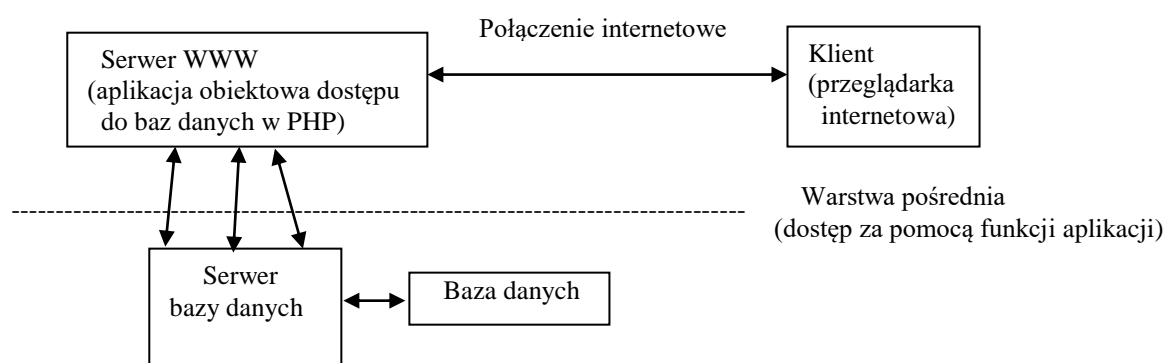 Połączenie internetowe
Serwer WWW
(aplikacja obiektowa dostępu
do baz danych w PHP)
Klient
(przeglądarka
internetowa)
Warstwa pośrednia
(dostęp za pomocą funkcji aplikacji)
Serwer
bazy danych
Baza danych